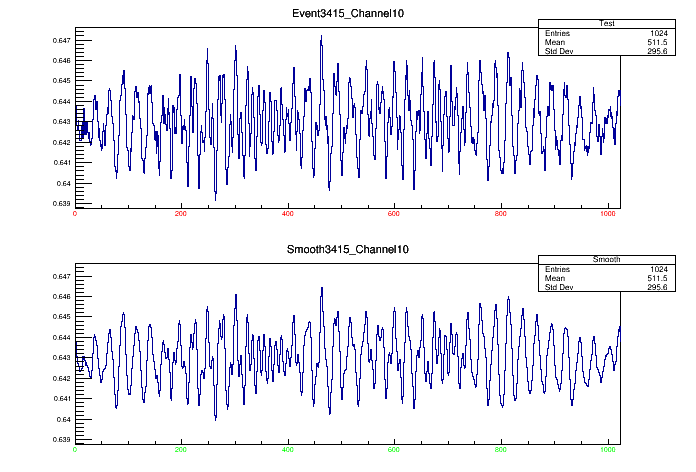 Event3415_Channel10
Test
Entries 1024
Mean 511.5
Std Dev 295.6
0.647
0.646
0.645
0.644
0.643
0.642
0.641
0.64
0.639
0 200 400 600 800 1000
Smooth3415_Channel10
Smooth
Entries 1024
Mean 511.5
Std Dev 295.6
0.647
0.646
0.645
0.644
0.643
0.642
0.641
0.64
0.639
0 200 400 600 800 1000